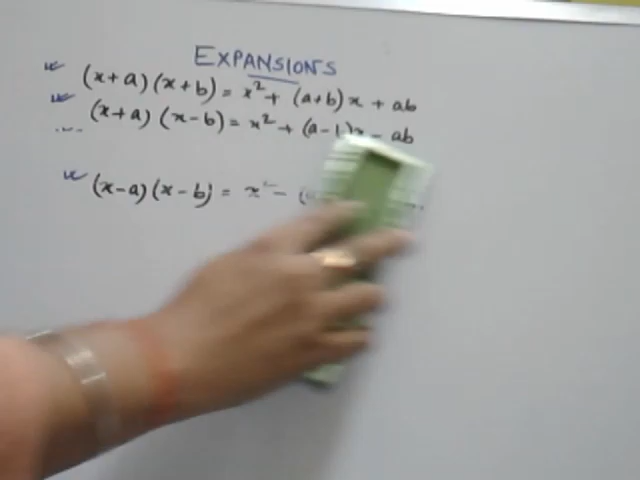 EXPANSIONS
(x+a)(x+b) = x² + (a+b)x + ab
(x+a)(x-b) = x² + (a-b)x - ab
(x-a)(x-b) = x² - (